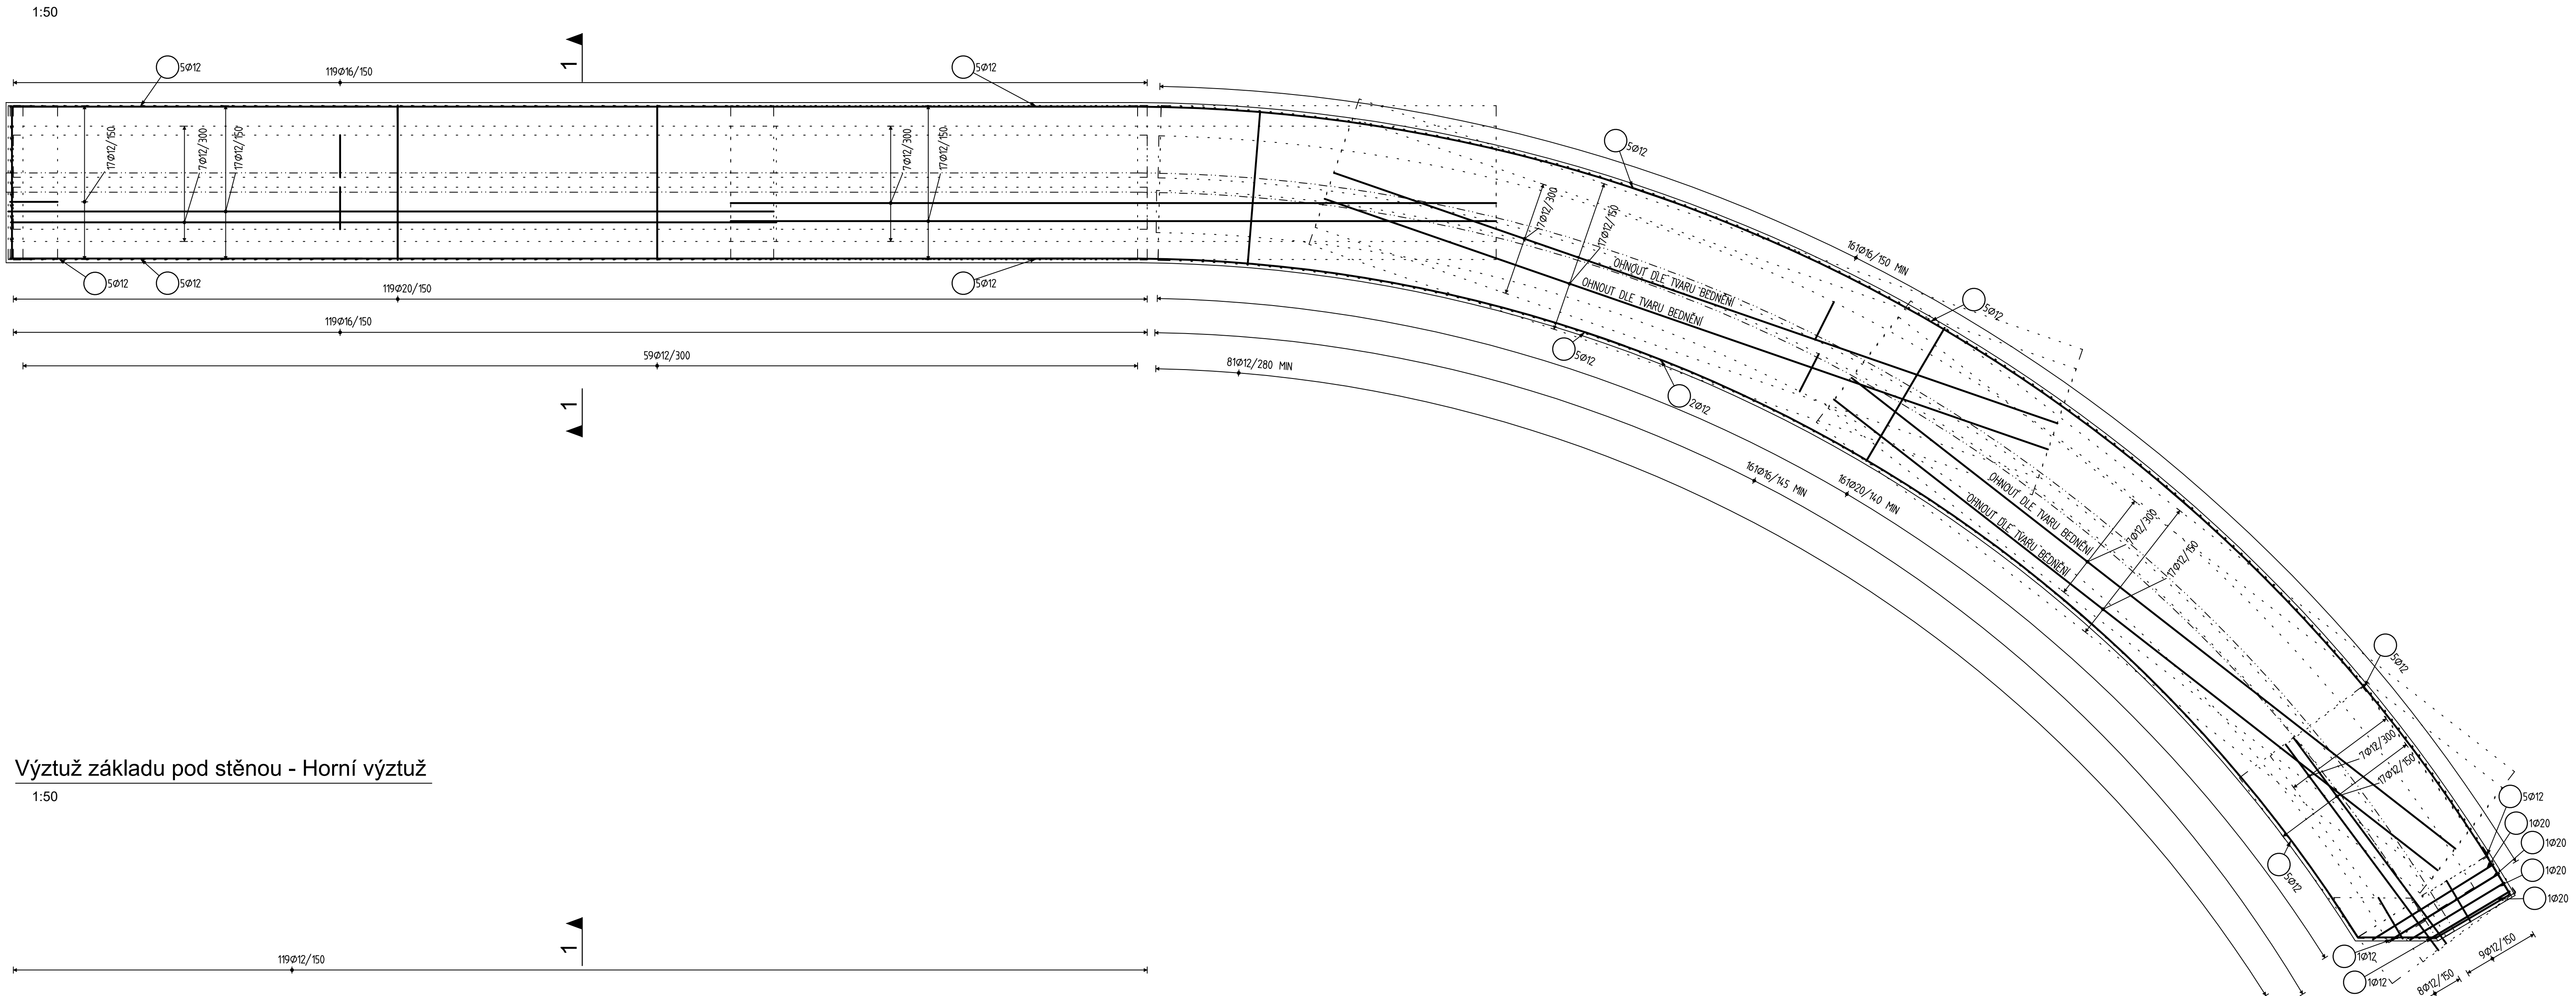 1:50
5Ø12
119Ø16/150
1
5Ø12
17Ø12/150
7Ø12/300
17Ø12/150
7Ø12/300
17Ø12/150
5Ø12
17Ø12/300
17Ø12/150
161Ø16/150 MIN
OHNOUT DLE TVARU BEDNĚNÍ
OHNOUT DLE TVARU BEDNĚNÍ
5Ø12
5Ø12
5Ø12
5Ø12
119Ø20/150
119Ø16/150
5Ø12
59Ø12/300
5Ø12
81Ø12/280 MIN
2Ø12
1
161Ø16/145 MIN
161Ø20/140 MIN
OHNOUT DLE TVARU BEDNĚNÍ
OHNOUT DLE TVARU BEDNĚNÍ
7Ø12/300
17Ø12/150
5Ø12
7Ø12/300
17Ø12/150
Výztuž základu pod stěnou - Horní výztuž
1:50
5Ø12
1Ø20
1Ø20
1Ø20
1Ø20
5Ø12
1
119Ø12/150
1Ø12
1Ø12
9Ø12/150
8Ø12/150